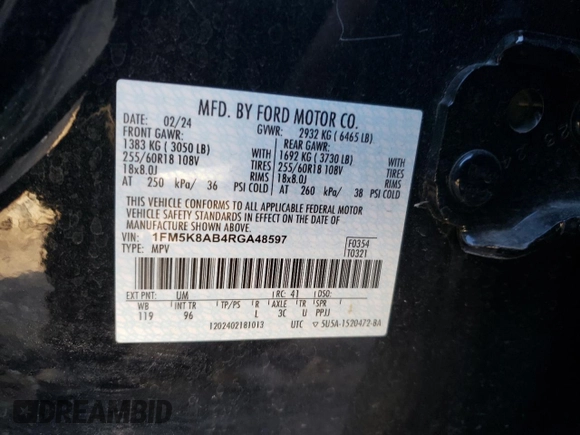 MFD. BY FORD MOTOR CO.
DATE: 02/24 GVWR: 2932 KG ( 6465 LB)
FRONT GAWR: REAR GAWR:
1383 KG ( 3050 LB) WITH 1692 KG ( 3730 LB) WITH
255/60R18 108V TIRES 255/60R18 108V TIRES
18x8.0J RIMS 18x8.0J RIMS
AT 250 kPa/ 36 PSI COLD AT 260 kPa/ 38 PSI COLD
THIS VEHICLE CONFORMS TO ALL APPLICABLE FEDERAL MOTOR
VEHICLE SAFETY AND BUMPER STANDARDS IN EFFECT ON THE DATE OF
MANUFACTURE SHOWN ABOVE.
VIN: 1FM5K8AB4RGA48597 F0354
TYPE: MPV T0321
EXT PNT: UM RC: 41 DSO:
WB INT TR TP/PS R AXLE TR SPR
119 96 L 3C U PPJJ
1202402181013 UTC 5U5A-1520472-BA
DREAMBID